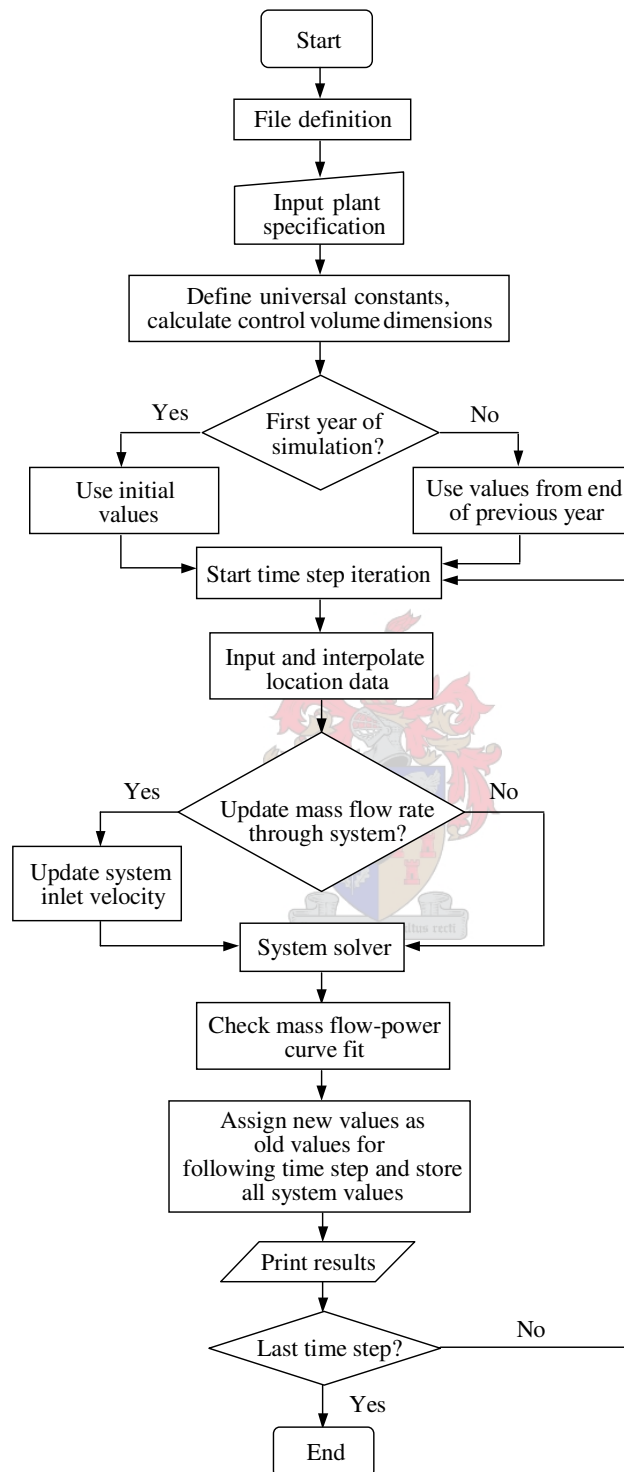 Start
File definition
Input plant
specification
Define universal constants,
calculate control volume dimensions
Yes
First year of
simulation?
No
Use initial
values
Use values from end
of previous year
Start time step iteration
Input and interpolate
location data
Yes
Update mass flow rate
through system?
No
Update system
inlet velocity
System solver
recti
Check mass flow-power
curve fit
Assign new values as
old values for
following time step and store
all system values
Print results
Last time step?
No
Yes
End